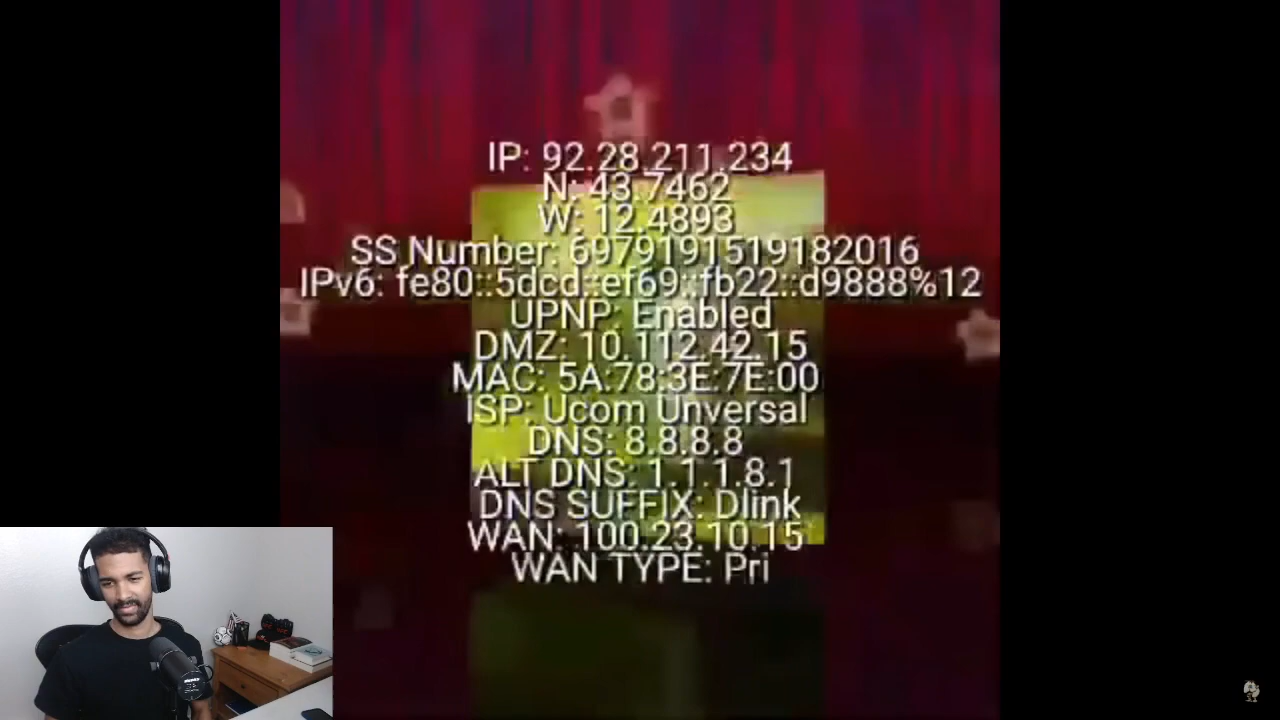 IP: 92.28.211.234
N: 43.7462
W: 12.4893
SS Number: 6979191519182016
IPv6: fe80::5dcd::ef69::fb22::d9888%12
UPNP: Enabled
DMZ: 10.112.42.15
MAC: 5A:78:3E:7E:00
ISP: Ucom Unversal
DNS: 8.8.8.8
ALT DNS: 1.1.1.8.1
DNS SUFFIX: Dlink
WAN: 100.23.10.15
WAN TYPE: Pri